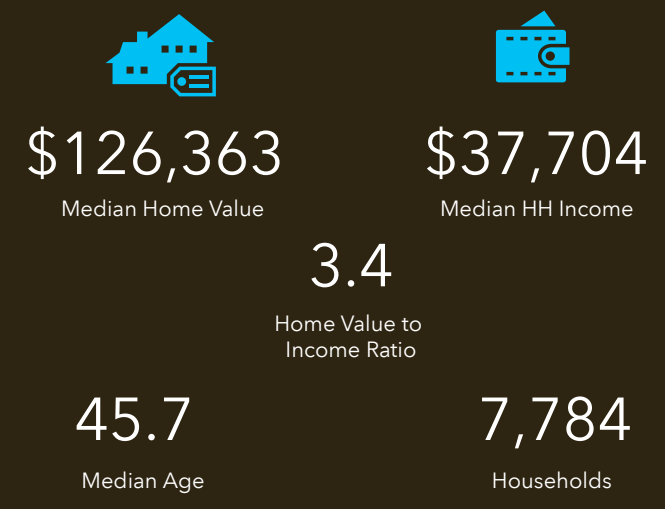 $126,363
Median Home Value
$37,704
Median HH Income
3.4
Home Value to
Income Ratio
45.7
Median Age
7,784
Households